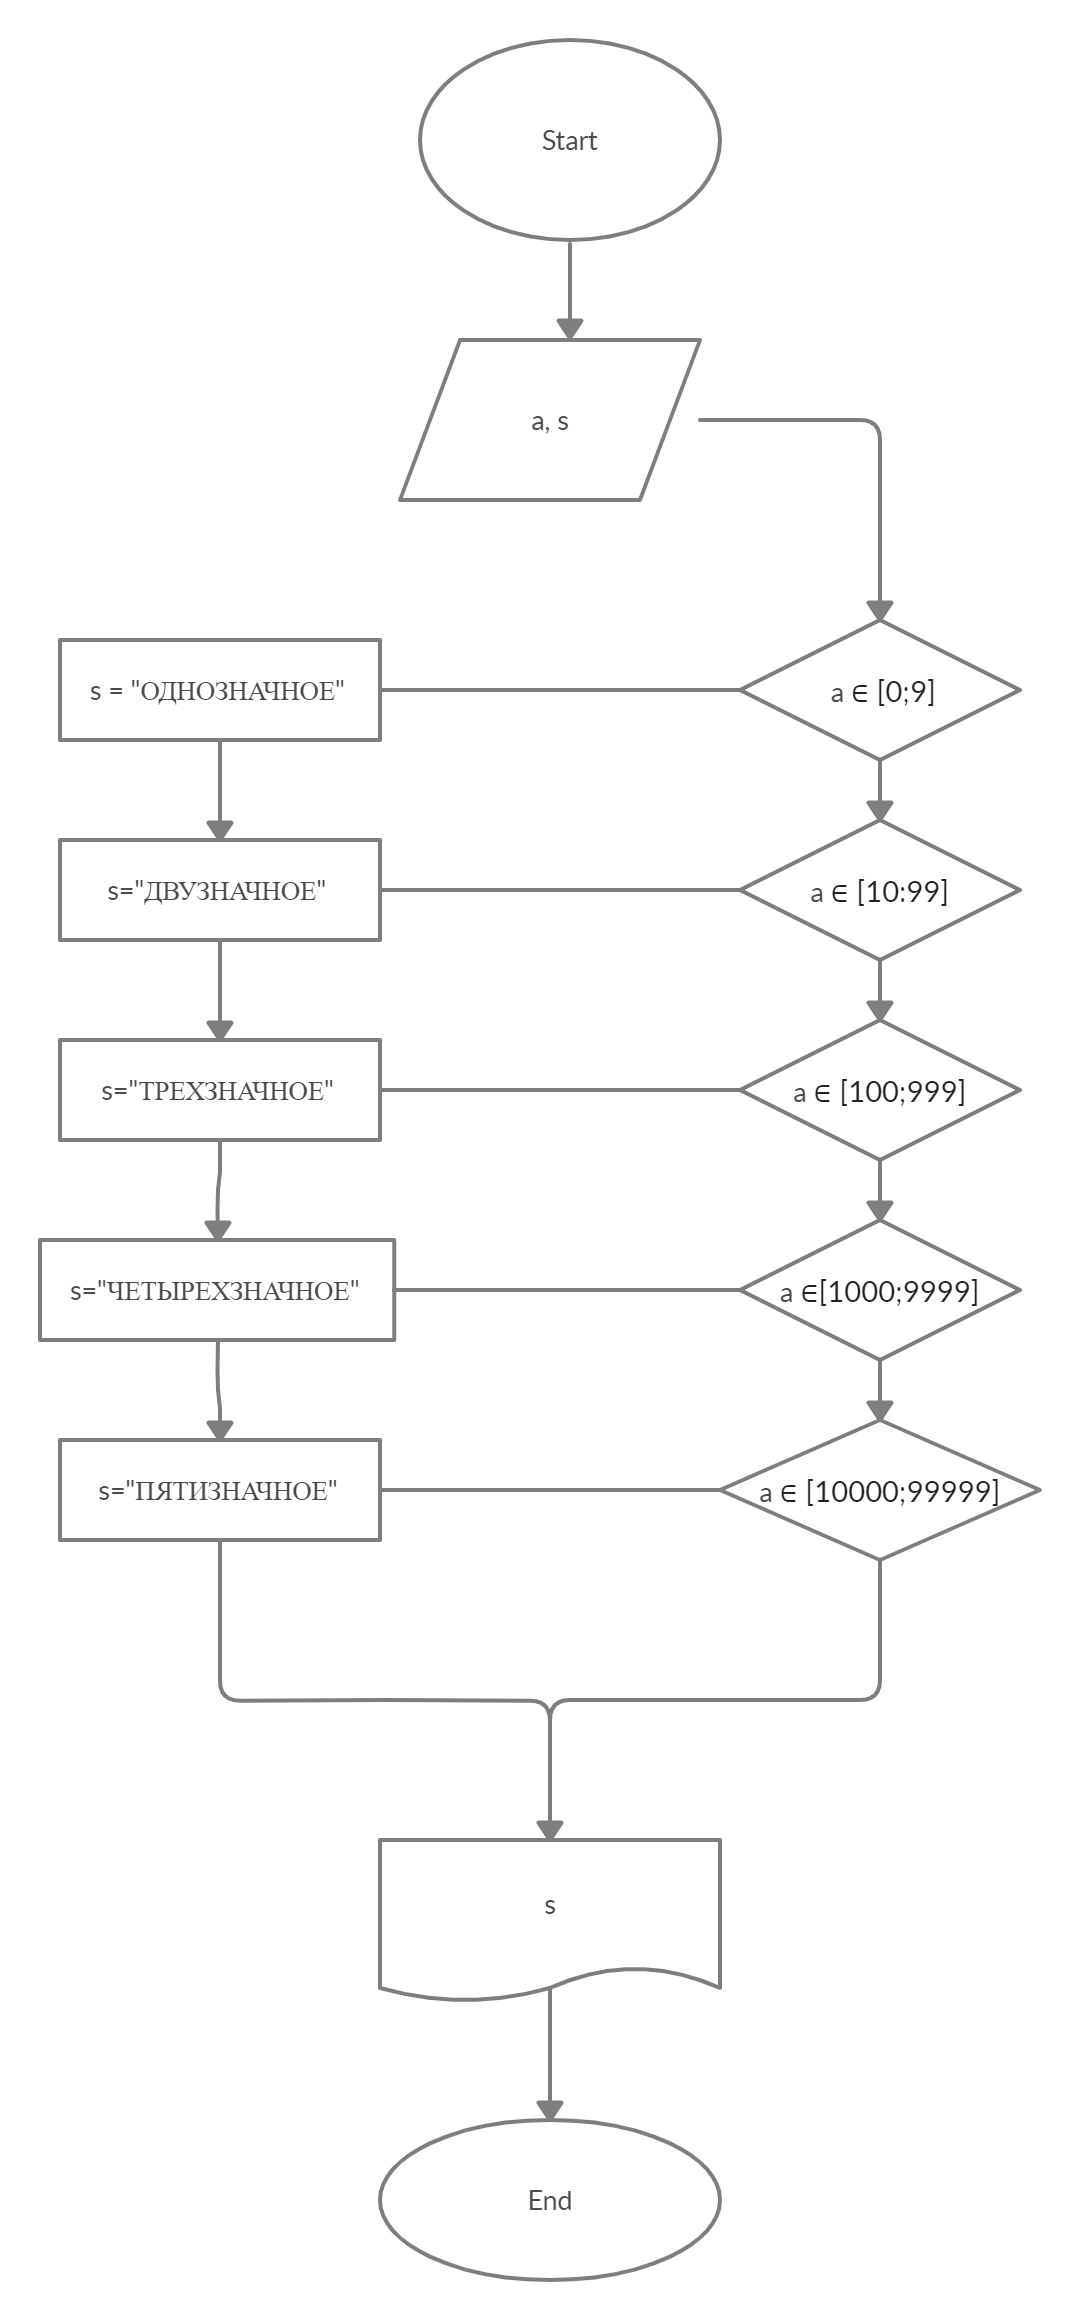 Start
a, s
s = "ОДНОЗНАЧНОЕ"
a ∈ [0;9]
s="ДВУЗНАЧНОЕ"
a ∈ [10:99]
s="ТРЕХЗНАЧНОЕ"
a ∈ [100;999]
s="ЧЕТЫРЕХЗНАЧНОЕ"
a ∈[1000;9999]
s="ПЯТИЗНАЧНОЕ"
a ∈ [10000;99999]
s
End